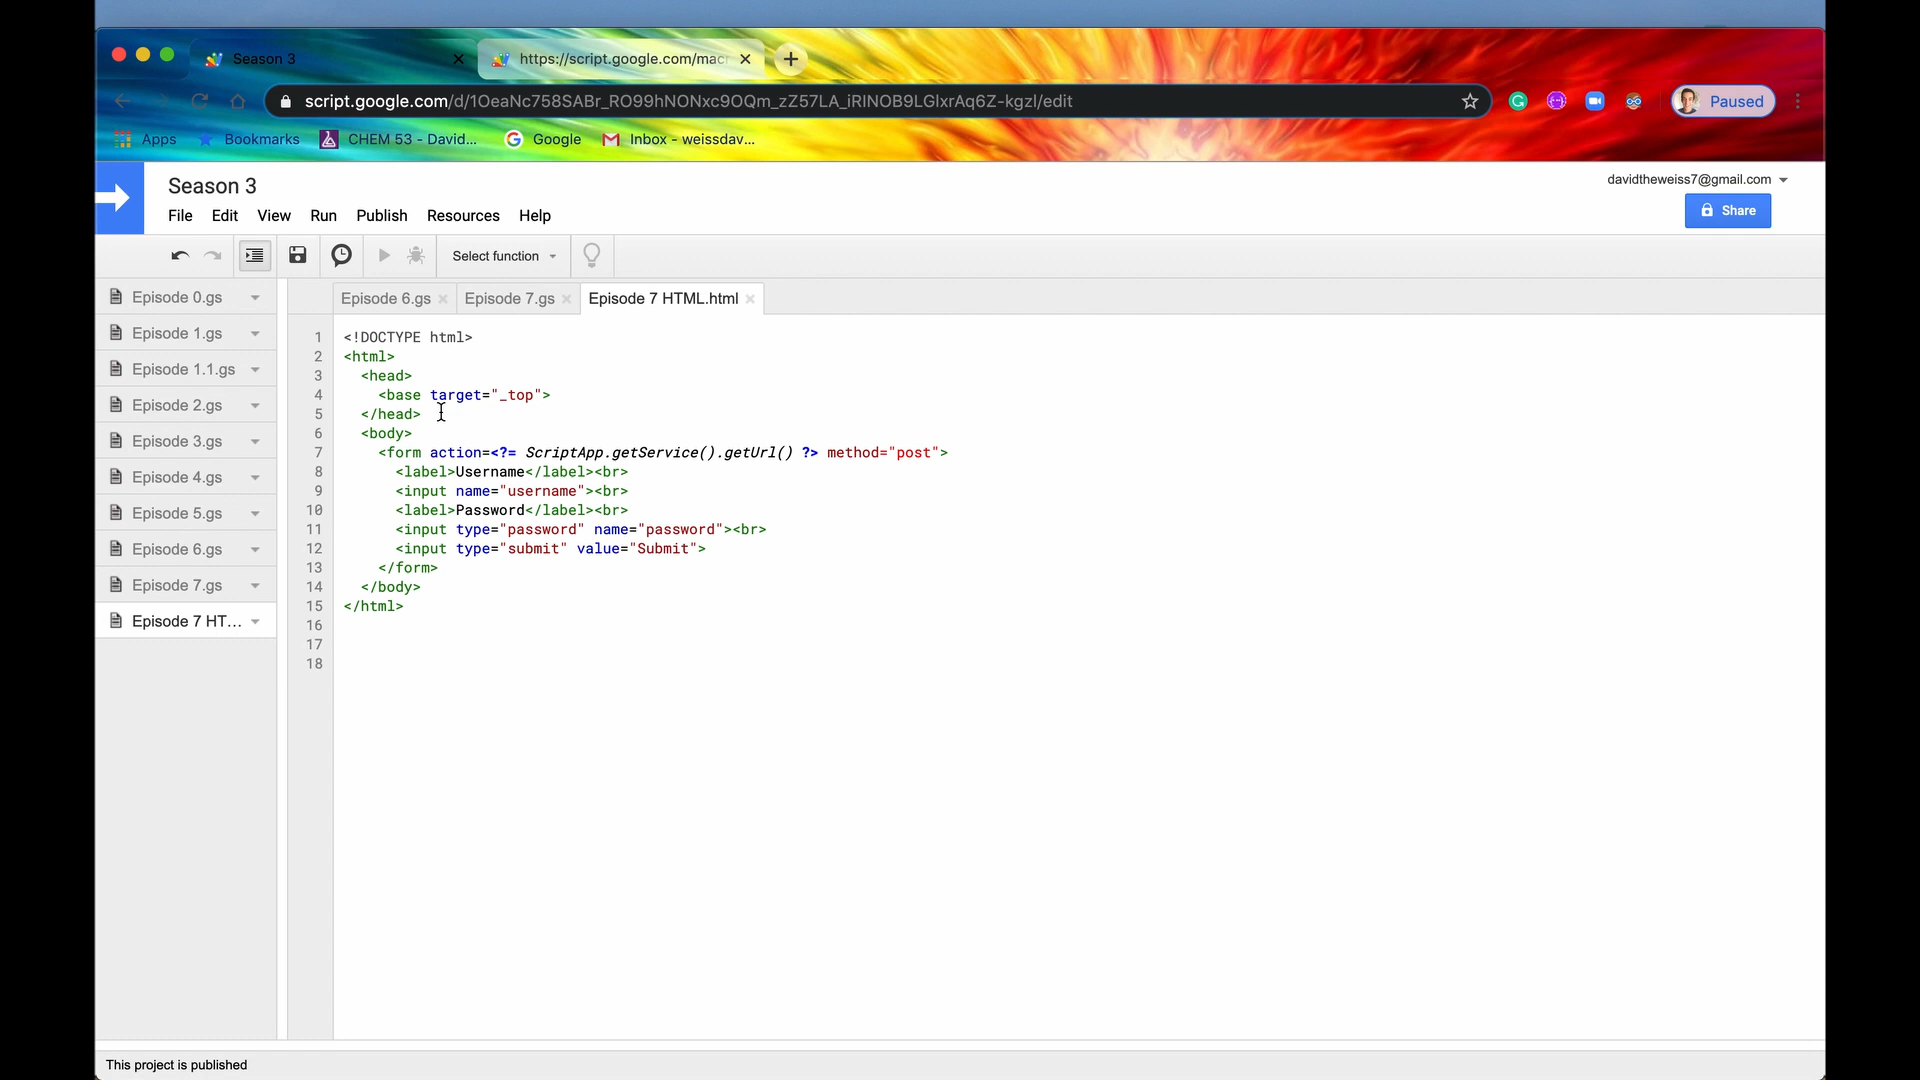 Season 3
https://script.google.com/macr
script.google.com/d/1OeaNc758SABr_RO99hNONxc9OQm_zZ57LA_iRINOB9LGlxrAq6Z-kgzl/edit
Paused
Apps
Bookmarks
CHEM 53 - David...
Google
Inbox - weissdav...
Season 3
davidtheweiss7@gmail.com
File Edit View Run Publish Resources Help
Share
Select function
Episode 0.gs
Episode 1.gs
Episode 1.1.gs
Episode 2.gs
Episode 3.gs
Episode 4.gs
Episode 5.gs
Episode 6.gs
Episode 7.gs
Episode 7 HT...
Episode 6.gs
Episode 7.gs
Episode 7 HTML.html
1 <!DOCTYPE html>
2 <html>
3 <head>
4 <base target="_top">
5 </head>
6 <body>
7 <form action=<?= ScriptApp.getService().getUrl() ?> method="post">
8 <label>Username</label><br>
9 <input name="username"><br>
10 <label>Password</label><br>
11 <input type="password" name="password"><br>
12 <input type="submit" value="Submit">
13 </form>
14 </body>
15 </html>
16
17
18
This project is published